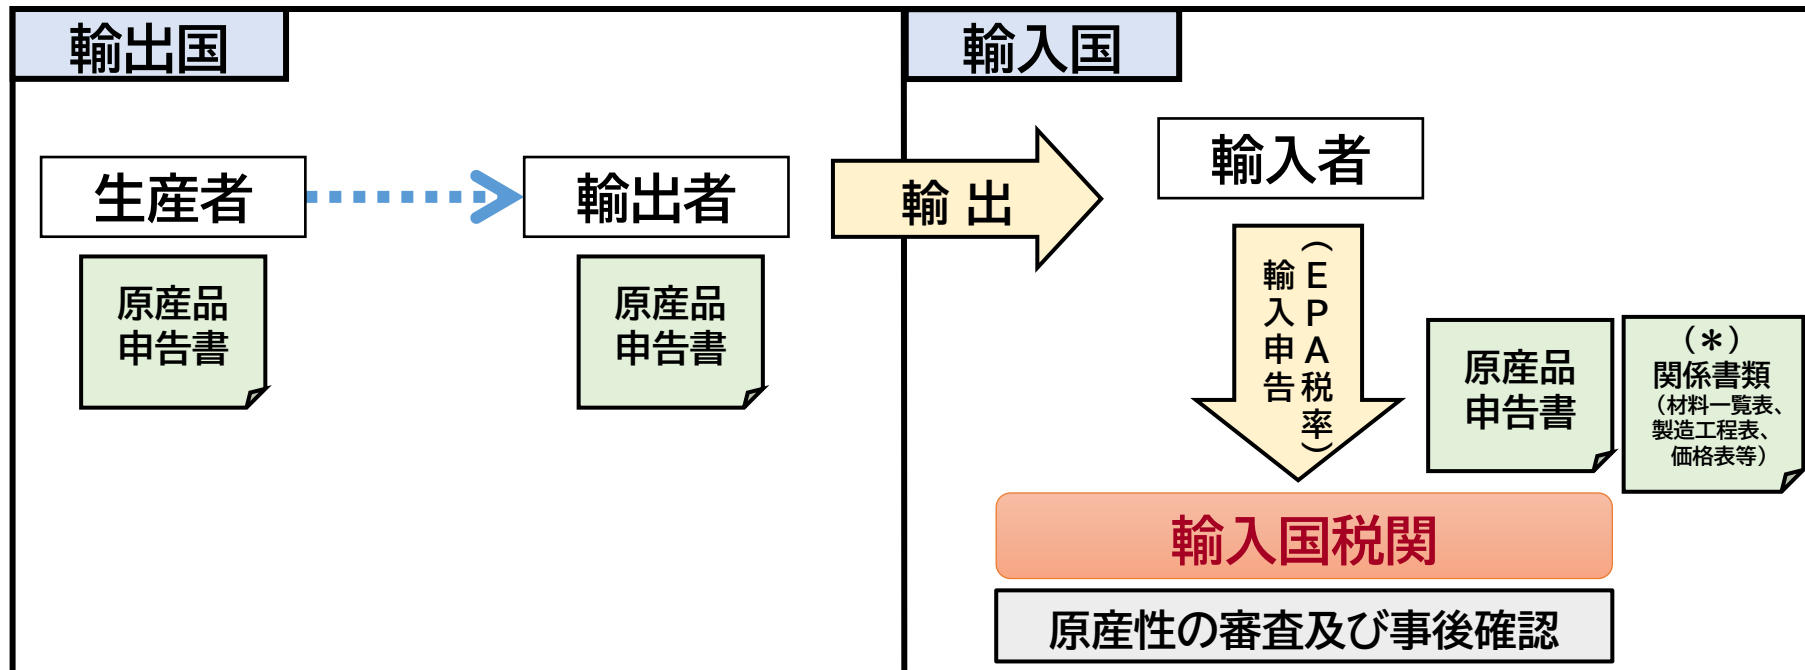 輸出国
輸入国
生産者
輸出者
輸出
輸入者
原産品
申告書
原産品
申告書
輸入申告
(EPA税率)
原産品
申告書
(*)
関係書類
(材料一覧表、
製造工程表、
価格表等)
輸入国税関
原産性の審査及び事後確認